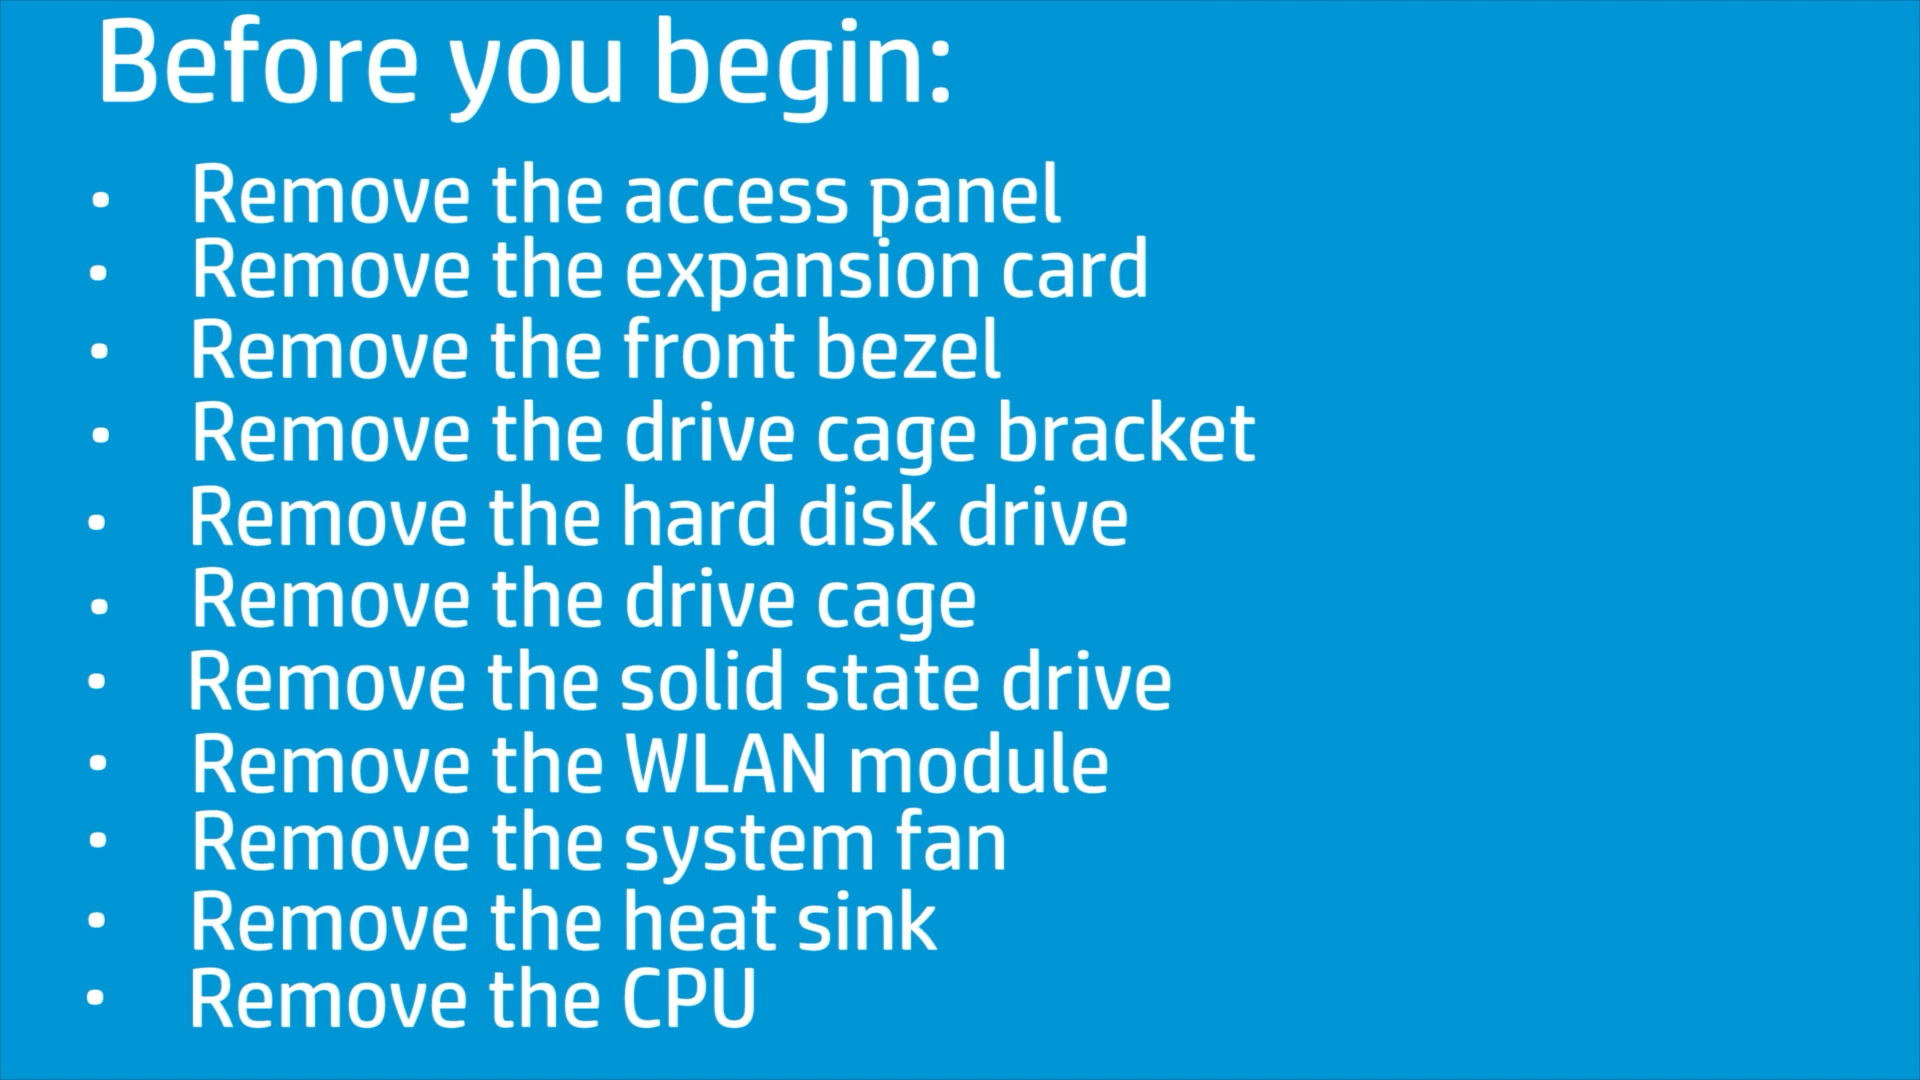 Before you begin:
• Remove the access panel
• Remove the expansion card
• Remove the front bezel
• Remove the drive cage bracket
• Remove the hard disk drive
• Remove the drive cage
• Remove the solid state drive
• Remove the WLAN module
• Remove the system fan
• Remove the heat sink
• Remove the CPU